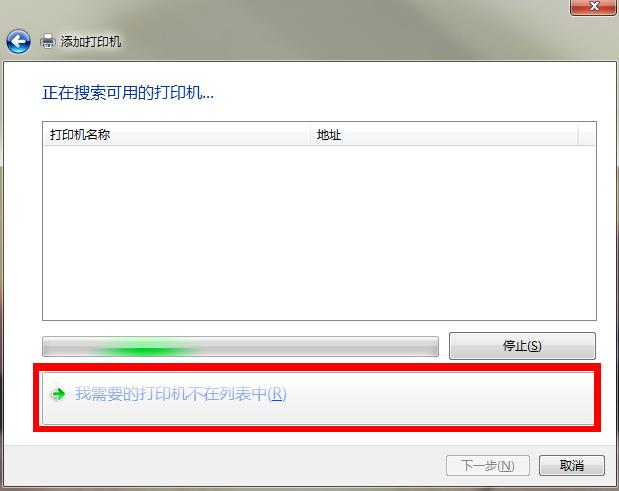 添加打印机
正在搜索可用的打印机...
打印机名称 地址
停止(S)
我需要的打印机不在列表中(R)
下一步(N) 取消